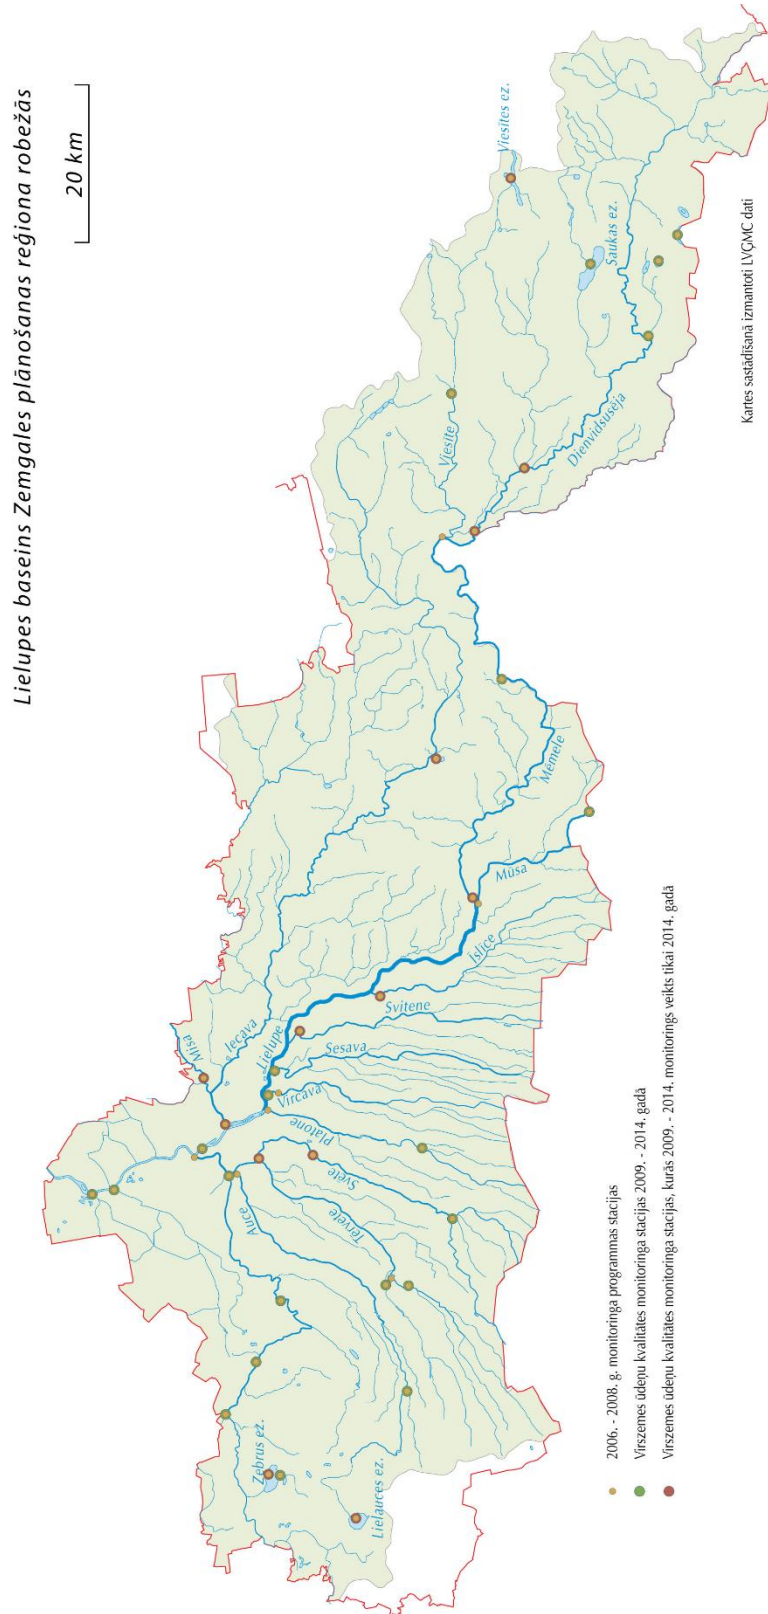 Lielupes baseins Zemgales plānošanas reģiona robežās
20 km
Viesītes ez.
Saukas ez.
Viesīte
Dienvidsusēja
Mēmele
Mūsa
Īslīce
Svitene
Sesava
Lielupe
Iecava
Misa
Vircava
Platone
Svēte
Tērvete
Auce
Zebrus ez.
Lielauces ez.
2006. - 2008. g. monitoringa programmas stacijas
Virszemes ūdeņu kvalitātes monitoringa stacijas 2009. - 2014. gadā
Virszemes ūdeņu kvalitātes monitoringa stacijas, kurās 2009. - 2014. monitorings veikts tikai 2014. gadā
Kartes sastādīšanā izmantoti LVĢMC dati